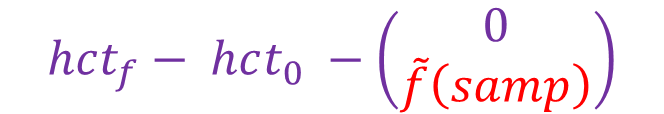 hct_f − hct_0 − (0
f̃(samp))